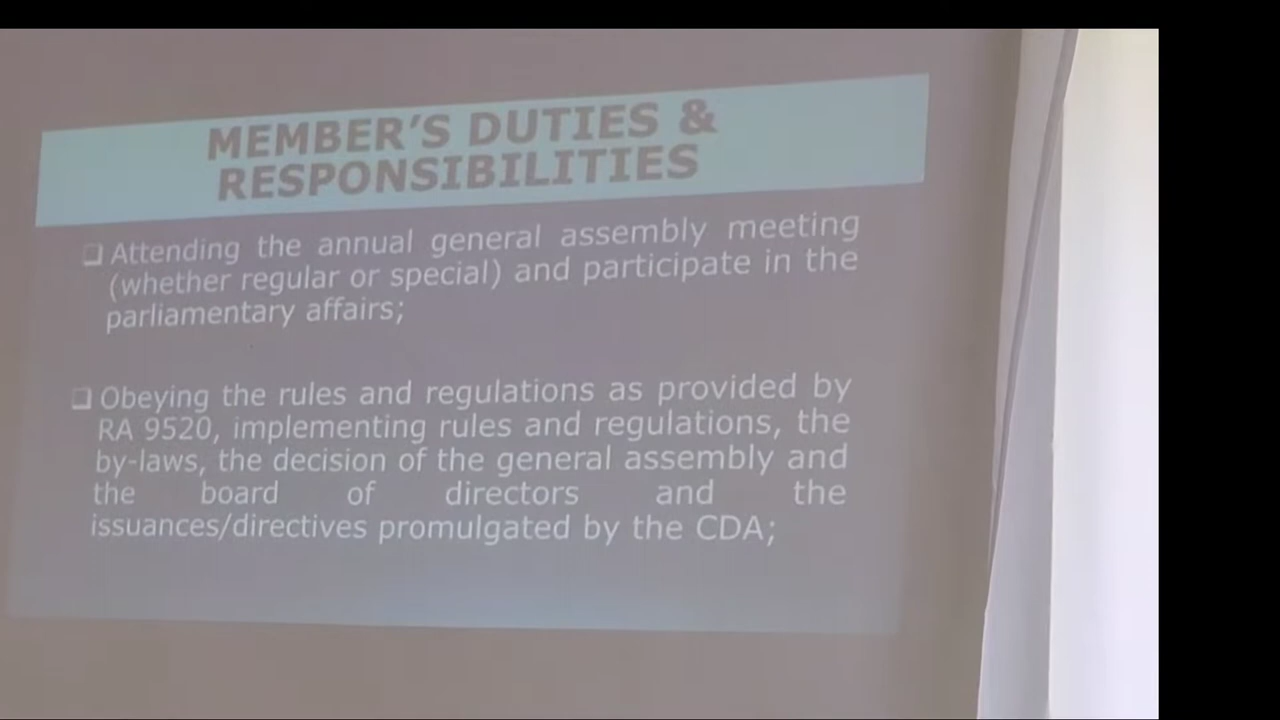 MEMBER'S DUTIES &
RESPONSIBILITIES
❑ Attending the annual general assembly meeting
(whether regular or special) and participate in the
parliamentary affairs;
❑ Obeying the rules and regulations as provided by
RA 9520, implementing rules and regulations, the
by-laws, the decision of the general assembly and
the board of directors and the
issuances/directives promulgated by the CDA;